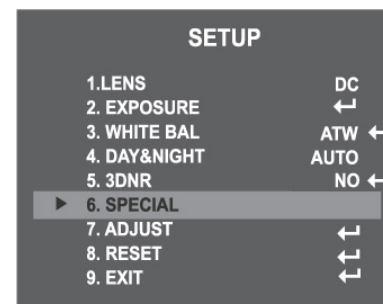 SETUP
1.LENS DC
2. EXPOSURE ↵
3. WHITE BAL ATW ↵
4. DAY&NIGHT AUTO
5. 3DNR NO ↵
6. SPECIAL
7. ADJUST ↵
8. RESET ↵
9. EXIT ↵